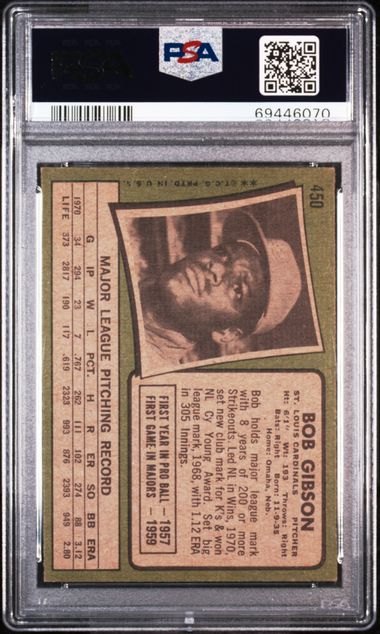 PSA
PSA
69446070
450
BOB GIBSON
ST. LOUIS CARDINALS PITCHER
Ht: 6'1" Wt: 193 Throws: Right
Bats: Right Born: 11-9-35
Home: Omaha, Neb.
Bob holds major league mark
with 8 years of 200 or more
Strikeouts. Led NL in Wins, 1970,
set new club mark for K's & won
NL Cy Young Award. Set big
league mark, 1968, with 1.12 ERA
in 305 innings.
FIRST YEAR IN PRO BALL - 1957
FIRST GAME IN MAJORS - 1959
**©T.C.G. PRTD. IN U.S.A.
MAJOR LEAGUE PITCHING RECORD
G IP W L PCT. H R ER SO BB ERA
1970 34 294 23 7 .767 262 111 102 274 88 3.12
LIFE 373 2817 190 117 .619 2323 993 876 2393 949 2.80